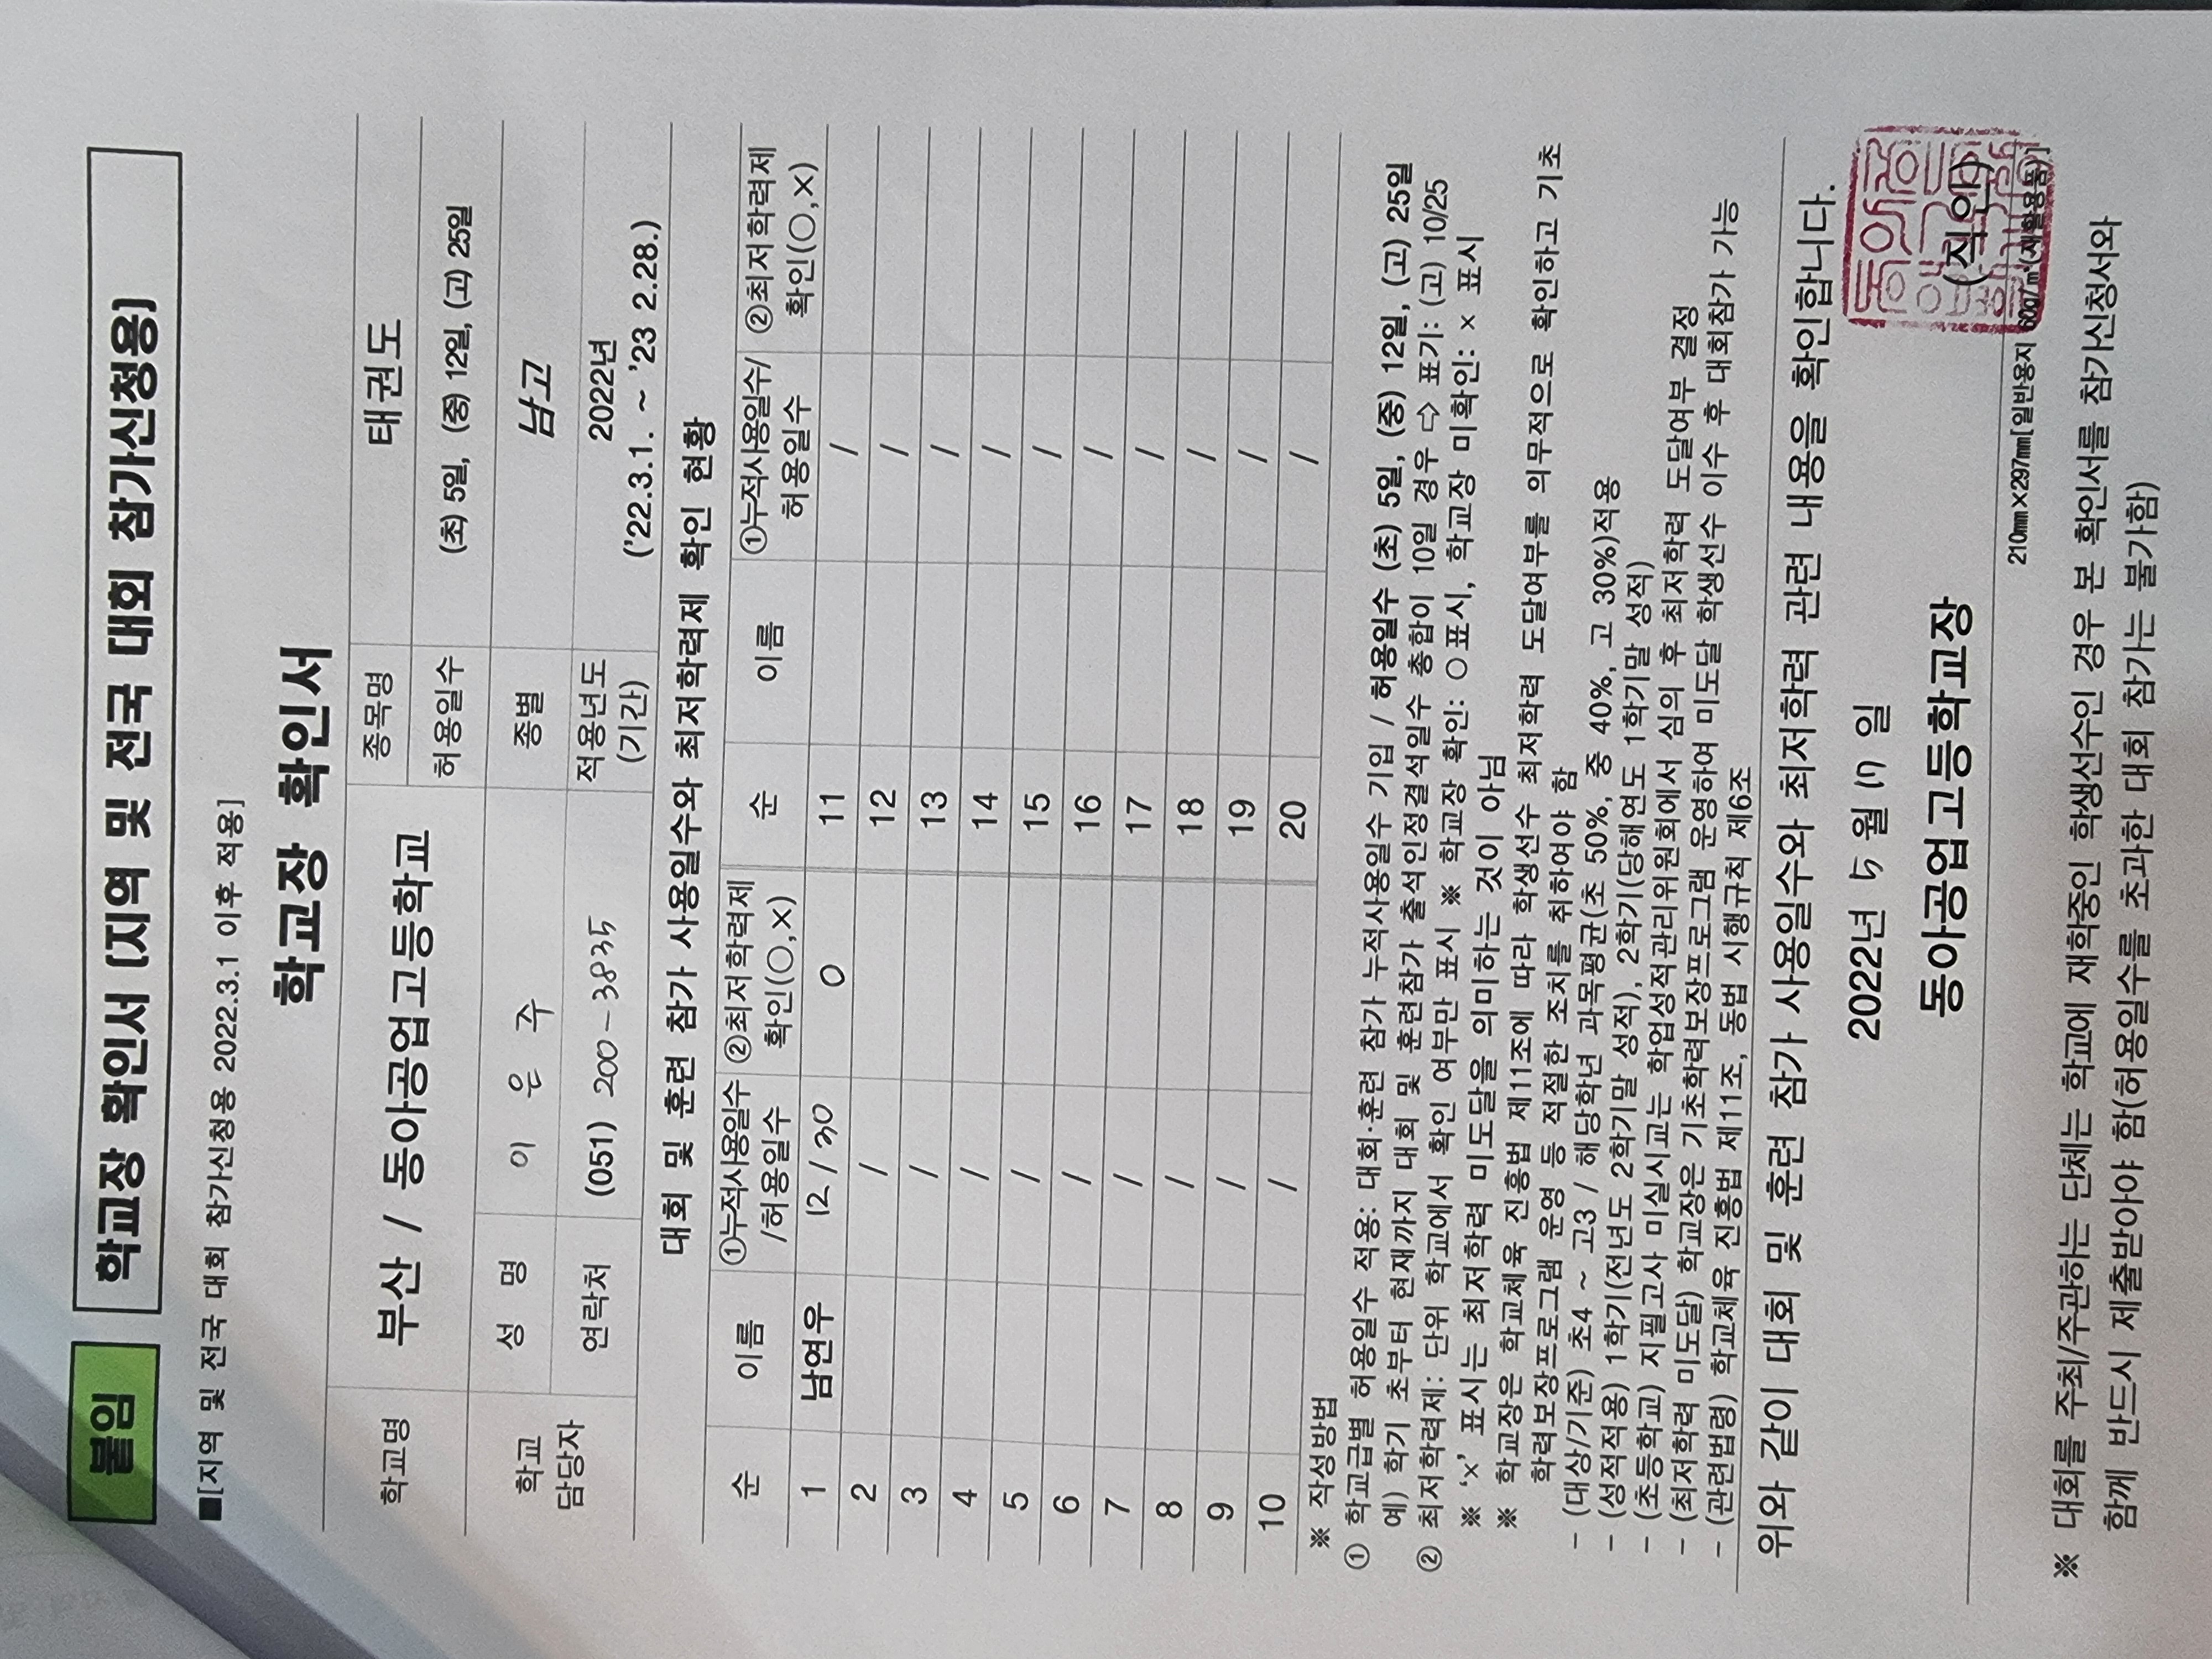 붙임 학교장 확인서 (지역 및 전국 대회 참가신청용)
■[지역 및 전국 대회 참가신청용 2022.3.1 이후 적용]
학교장 확인서
학교명 부산 / 동아공업고등학교 종목명 태권도
허용일수 (초) 5일, (중) 12일, (고) 25일
학교 담당자 성 명 이 은 주 종별 남고
연락처 (051) 200-3835 적용년도 (기간) 2022년 ('22.3.1. ~ '23 2.28.)
대회 및 훈련 참가 사용일수와 최저학력제 확인 현황
순 이름 ①누적사용일수/허용일수 ②최저학력제 확인(○,×) 순 이름 ①누적사용일수/허용일수 ②최저학력제 확인(○,×)
1 남연우 12/30 O 11 /
2 / 12 /
3 / 13 /
4 / 14 /
5 / 15 /
6 / 16 /
7 / 17 /
8 / 18 /
9 / 19 /
10 / 20 /
※ 작성방법
① 학교급별 허용일수 적용: 대회·훈련 참가 누적사용일수 기입 / 허용일수 (초) 5일, (중) 12일, (고) 25일
예) 학기 초부터 현재까지 대회 및 훈련참가 출석인정결석일수 총합이 10일 경우 ⇨ 표기: (고) 10/25
② 최저학력제: 단위 학교에서 확인 여부만 표시 ※ 학교장 확인: ○표시, 학교장 미확인: × 표시
※ '×' 표시는 최저학력 미도달을 의미하는 것이 아님
※ 학교장은 학교체육 진흥법 제11조에 따라 학생선수 최저학력 도달여부를 의무적으로 확인하고 기초
학력보장프로그램 운영 등 적절한 조치를 취하여야 함
- (대상/기준) 초4 ~ 고3 / 해당학년 과목평균(초 50%, 중 40%, 고 30%)적용
- (성적적용) 1학기(전년도 2학기말 성적), 2학기(당해연도 1학기말 성적)
- (초등학교) 지필고사 미실시교는 학업성적관리위원회에서 심의 후 최저학력 도달여부 결정
- (최저학력 미도달) 학교장은 기초학력보장프로그램 운영하여 미도달 학생선수 이수 후 대회참가 가능
- (관련법령) 학교체육 진흥법 제11조, 동법 시행규칙 제6조
위와 같이 대회 및 훈련 참가 사용일수와 최저학력 관련 내용을 확인합니다.
2022년 5 월 17 일
동아공업고등학교장 (직인)
210㎜×297㎜[일반용지 60g/㎡(재활용품)]
※ 대회를 주최/주관하는 단체는 학교에 재학중인 학생선수인 경우 본 확인서를 참가신청서와
함께 반드시 제출받아야 함(허용일수를 초과한 대회 참가는 불가함)